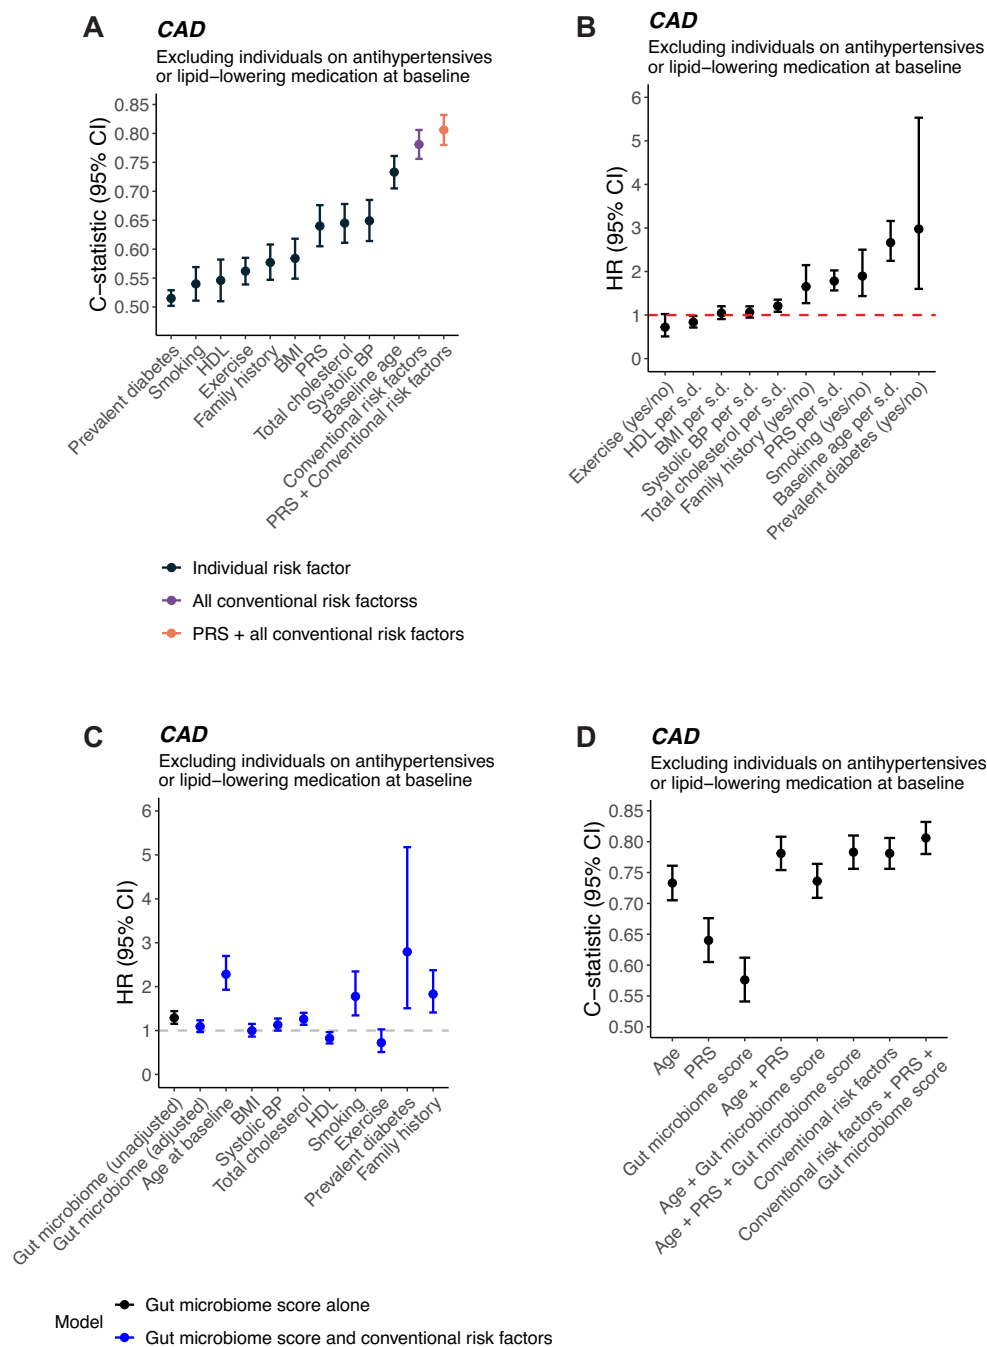 A
CAD
Excluding individuals on antihypertensives
or lipid−lowering medication at baseline
C−statistic (95% CI)
0.85
0.80
0.75
0.70
0.65
0.60
0.55
0.50
Prevalent diabetes
Smoking
HDL
Exercise
Family history
BMI
PRS
Total cholesterol
Systolic BP
Baseline age
Conventional risk factors
PRS + Conventional risk factors
Individual risk factor
All conventional risk factorss
PRS + all conventional risk factors
B
CAD
Excluding individuals on antihypertensives
or lipid−lowering medication at baseline
HR (95% CI)
6
5
4
3
2
1
0
Exercise (yes/no)
HDL per s.d.
BMI per s.d.
Systolic BP per s.d.
Total cholesterol per s.d.
Family history (yes/no)
PRS per s.d.
Smoking (yes/no)
Baseline age per s.d.
Prevalent diabetes (yes/no)
C
CAD
Excluding individuals on antihypertensives
or lipid−lowering medication at baseline
HR (95% CI)
6
5
4
3
2
1
0
Gut microbiome (unadjusted)
Gut microbiome (adjusted)
Age at baseline
BMI
Systolic BP
Total cholesterol
HDL
Smoking
Exercise
Prevalent diabetes
Family history
Model
Gut microbiome score alone
Gut microbiome score and conventional risk factors
D
CAD
Excluding individuals on antihypertensives
or lipid−lowering medication at baseline
C−statistic (95% CI)
0.85
0.80
0.75
0.70
0.65
0.60
0.55
0.50
Age
PRS
Gut microbiome score
Age + PRS
Age + Gut microbiome score
Age + PRS + Gut microbiome score
Conventional risk factors
Conventional risk factors + PRS +
Gut microbiome score